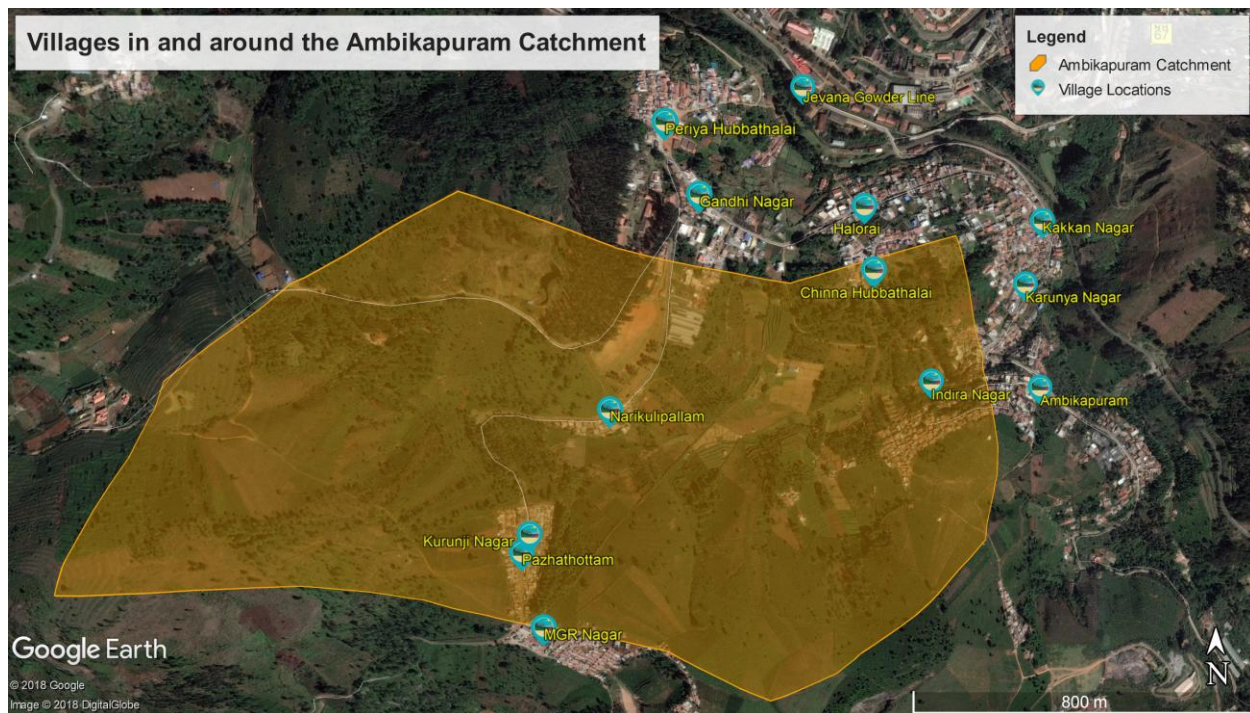 Villages in and around the Ambikapuram Catchment
Legend
Ambikapuram Catchment
Village Locations
Jevana Gowder Line
Periya Hubbathalai
Gandhi Nagar
Halorai
Kakkan Nagar
Chinna Hubbathalai
Karunya Nagar
Indira Nagar
Ambikapuram
Narikulipallam
Kurunji Nagar
Pazhathottam
MGR Nagar
Google Earth
© 2018 Google
Image © 2018 DigitalGlobe
N
800 m